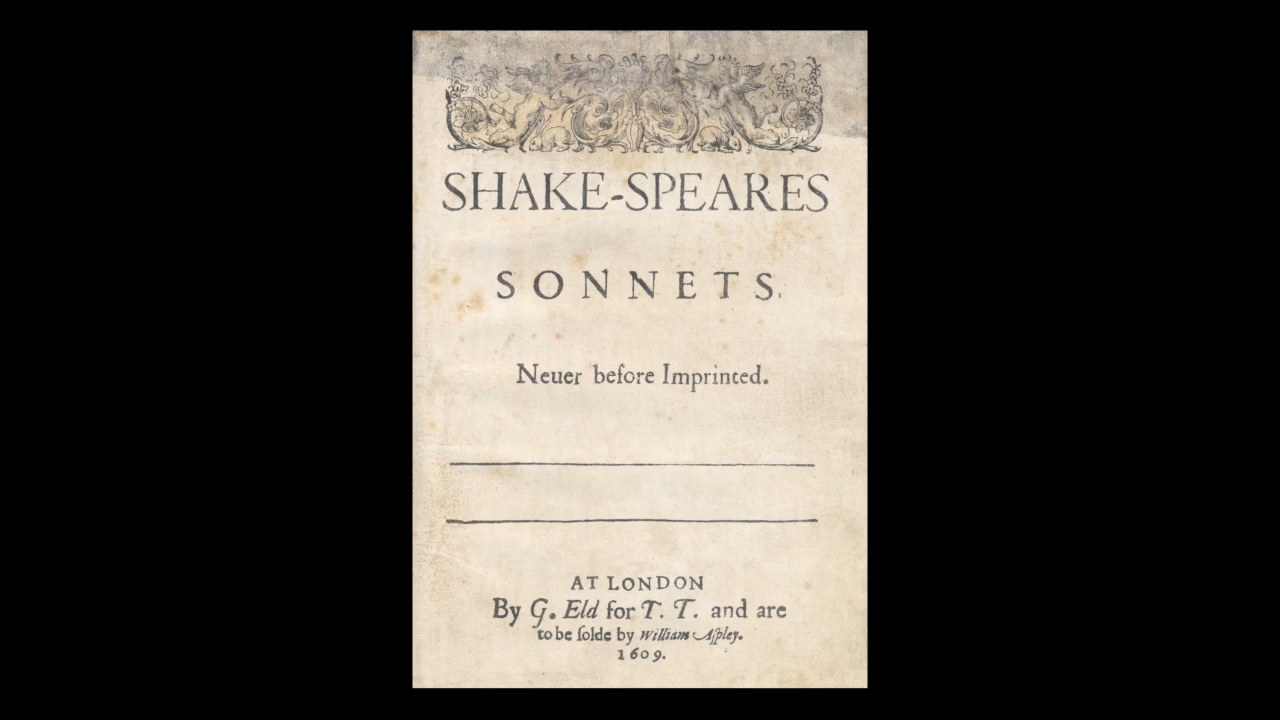 SHAKE-SPEARES
SONNETS.
Neuer before Imprinted.
AT LONDON
By G. Eld for T. T. and are
to be ſolde by William Aſpley.
1609.